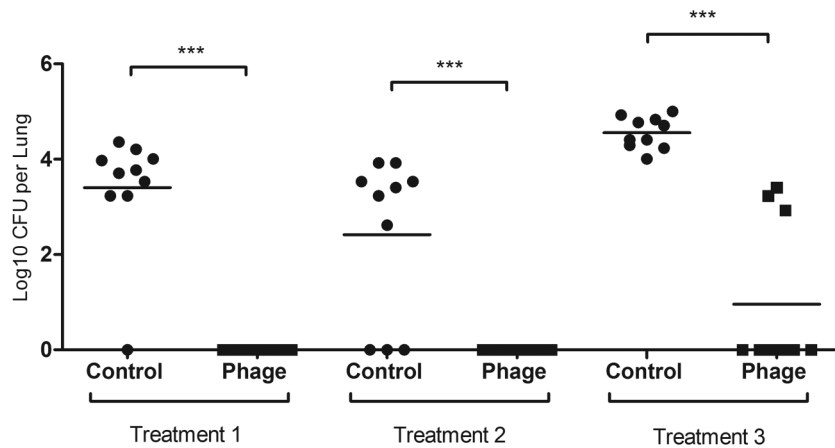 ***
***
***
6
4
2
0
Log10 CFU per Lung
Control Phage Control Phage Control Phage
Treatment 1 Treatment 2 Treatment 3